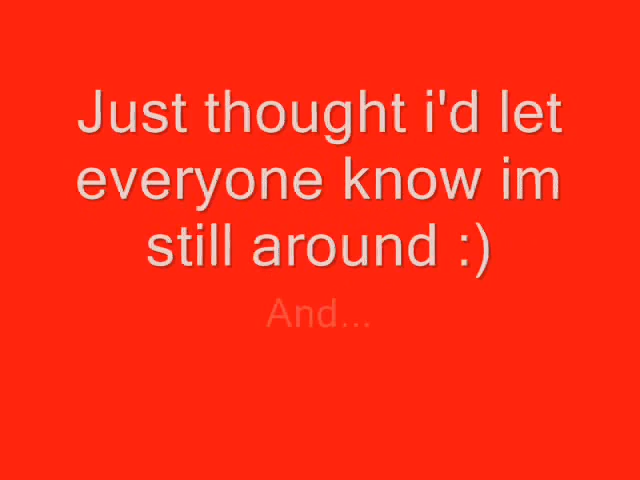 Just thought i'd let
everyone know im
still around :)
And...